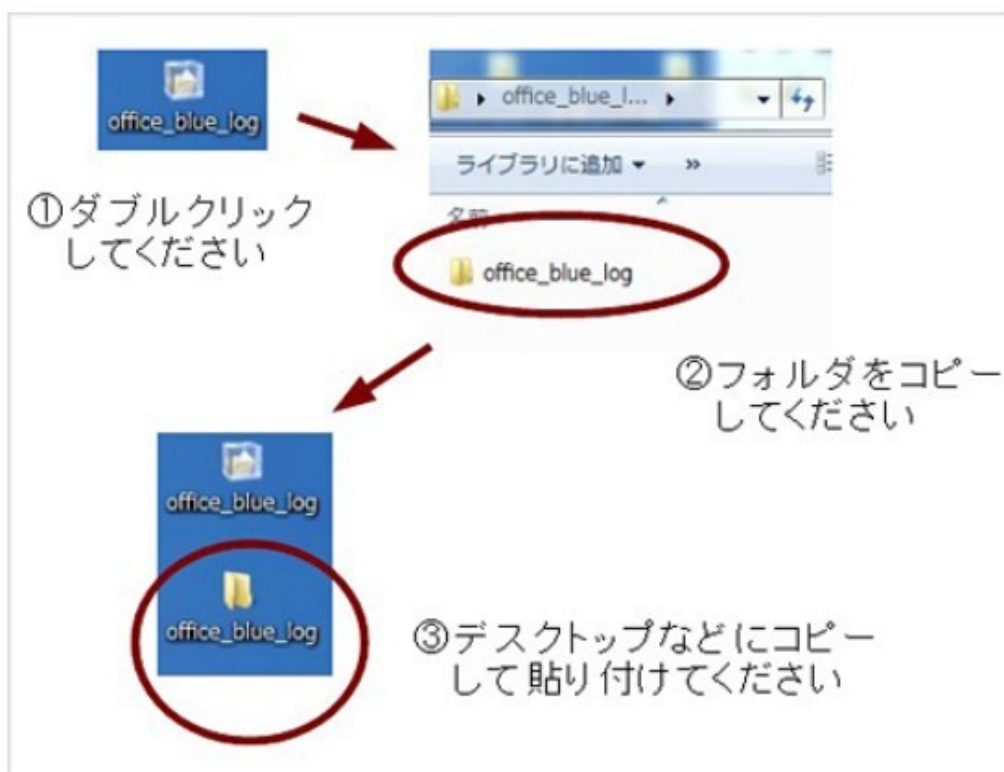 office_blue_log
①ダブルクリック
してください
office_blue_l...
ライブラリに追加
»
名前
office_blue_log
②フォルダをコピー
してください
office_blue_log
office_blue_log
③デスクトップなどにコピー
して貼り付けてください